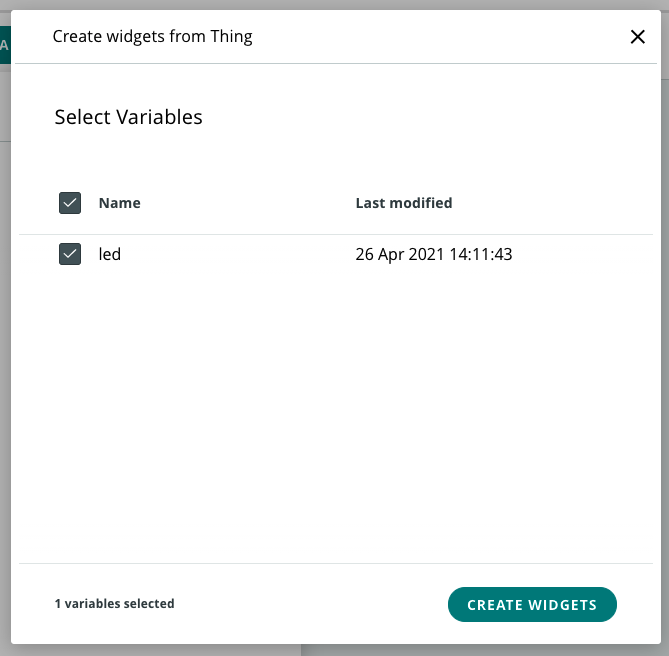 Create widgets from Thing
A
Select Variables
Name Last modified
led 26 Apr 2021 14:11:43
1 variables selected
CREATE WIDGETS